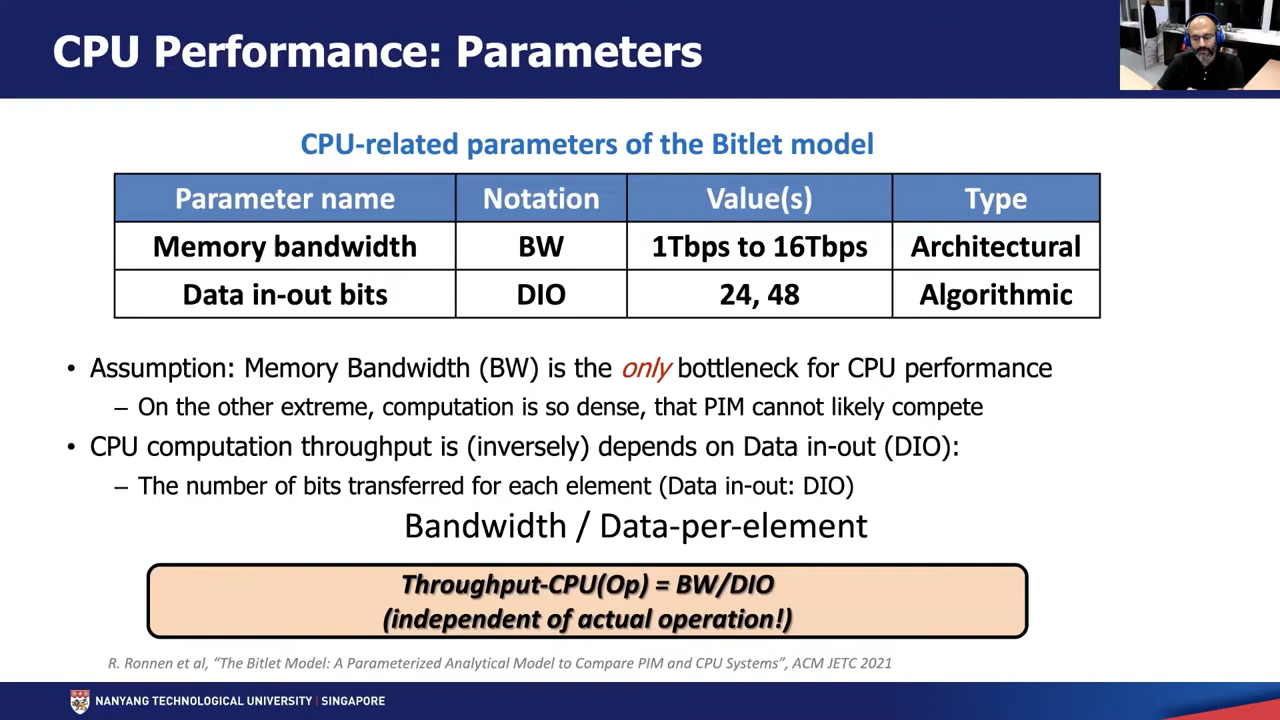 CPU Performance: Parameters
CPU-related parameters of the Bitlet model
Parameter name Notation Value(s) Type
Memory bandwidth BW 1Tbps to 16Tbps Architectural
Data in-out bits DIO 24, 48 Algorithmic
• Assumption: Memory Bandwidth (BW) is the only bottleneck for CPU performance
– On the other extreme, computation is so dense, that PIM cannot likely compete
• CPU computation throughput is (inversely) depends on Data in-out (DIO):
– The number of bits transferred for each element (Data in-out: DIO)
Bandwidth / Data-per-element
Throughput-CPU(Op) = BW/DIO
(independent of actual operation!)
R. Ronnen et al, “The Bitlet Model: A Parameterized Analytical Model to Compare PIM and CPU Systems”, ACM JETC 2021
NANYANG TECHNOLOGICAL UNIVERSITY | SINGAPORE